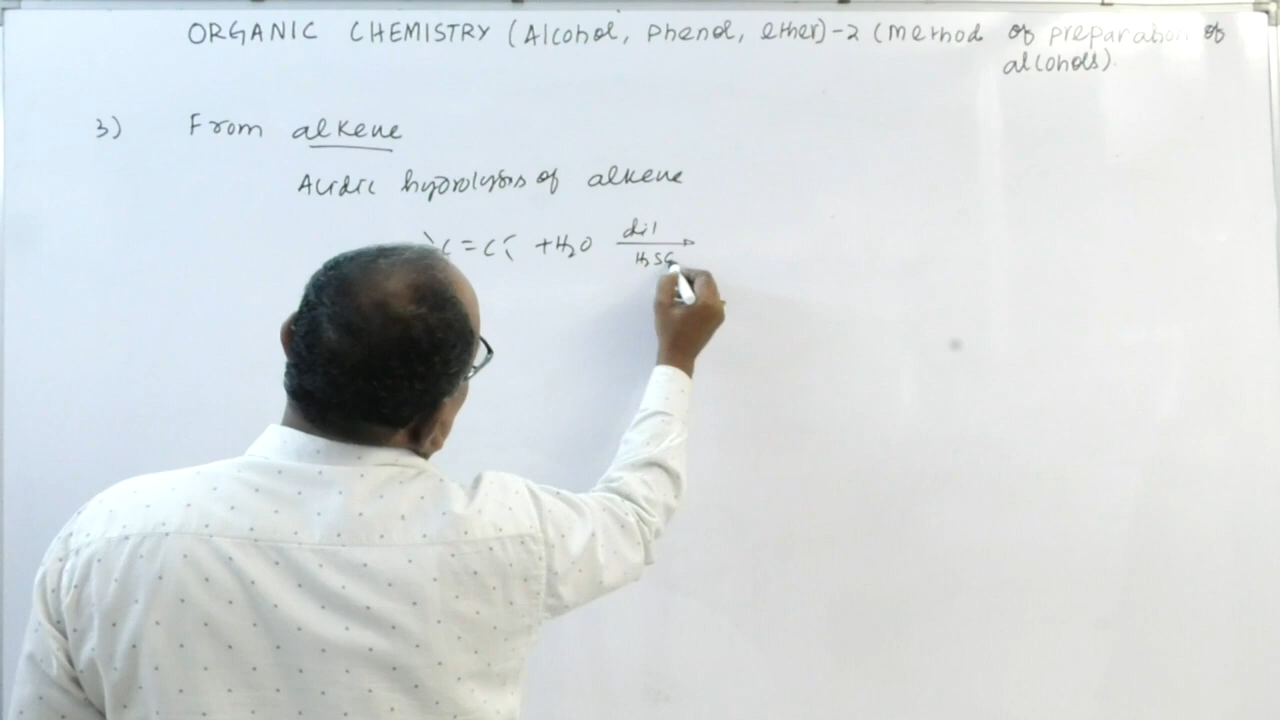 ORGANIC CHEMISTRY (Alcohol, phenol, ether)-2 (method of preparation of
alcohols).
3) From alkene
Acidic hydrolysis of alkene
C=C +H2O dil
H2SO